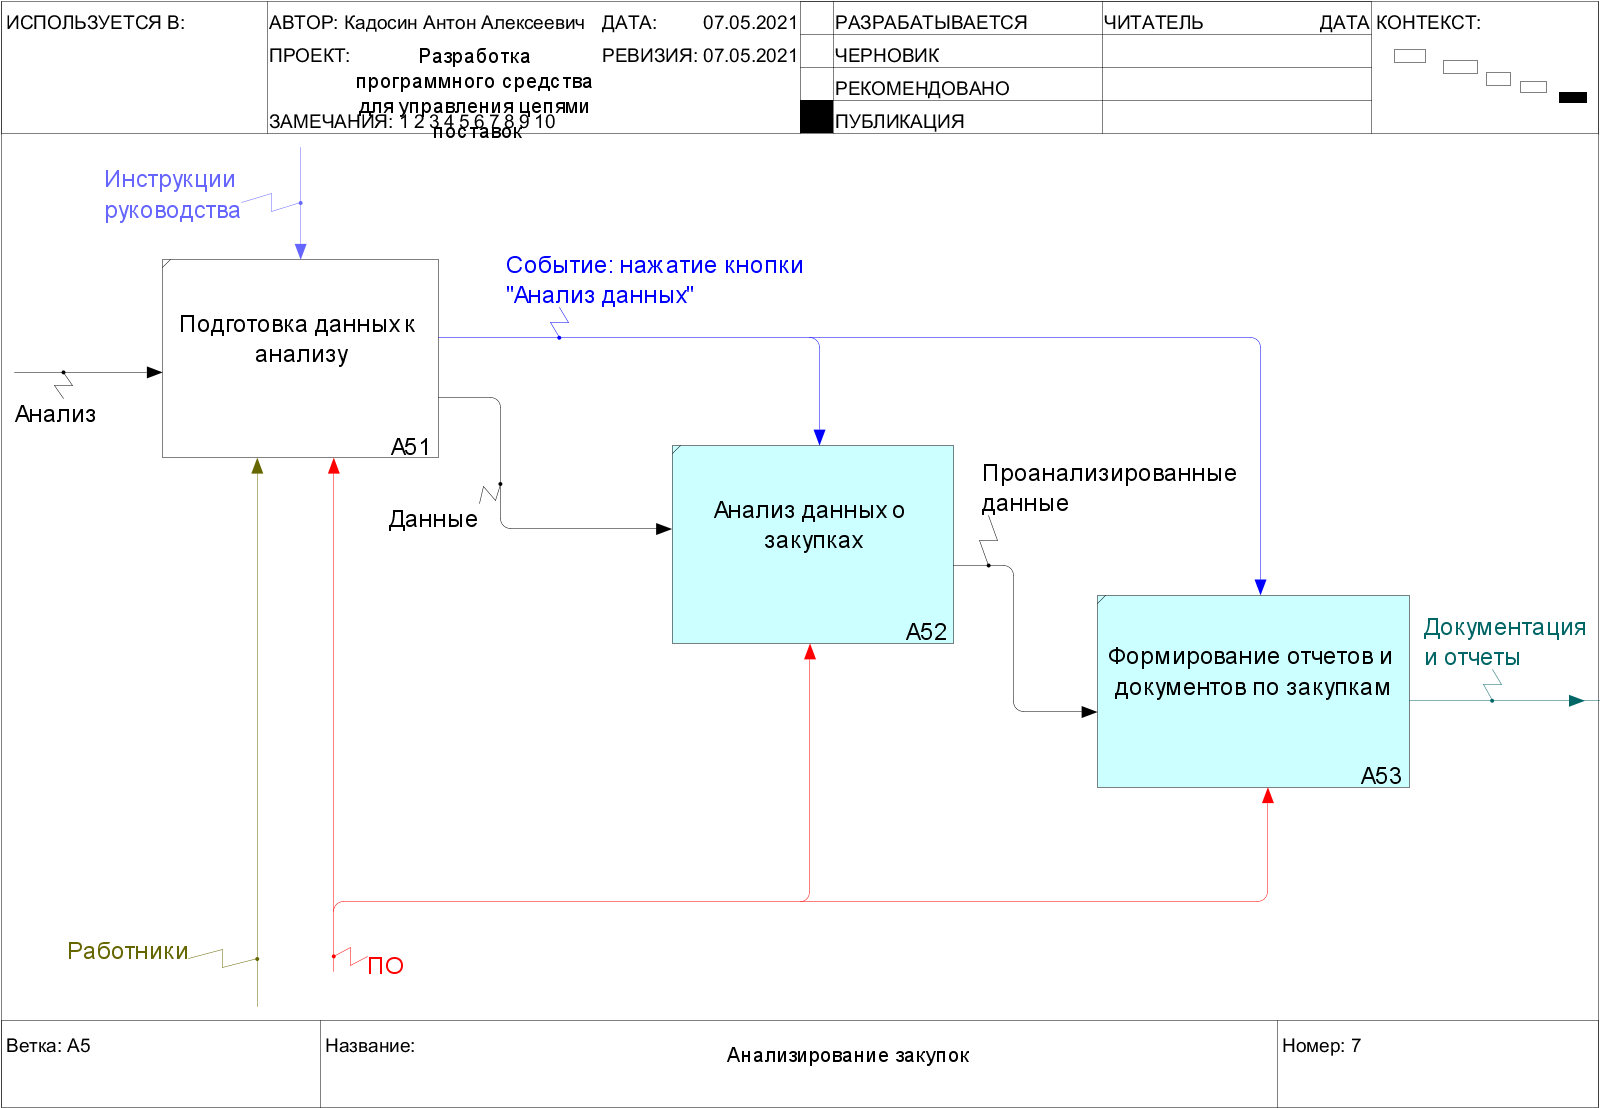 ИСПОЛЬЗУЕТСЯ В:
АВТОР: Кадосин Антон Алексеевич
ДАТА: 07.05.2021
ПРОЕКТ: Разработка
программного средства
для управления цепями
поставок
РЕВИЗИЯ: 07.05.2021
ЗАМЕЧАНИЯ: 1 2 3 4 5 6 7 8 9 10
РАЗРАБАТЫВАЕТСЯ
ЧЕРНОВИК
РЕКОМЕНДОВАНО
ПУБЛИКАЦИЯ
ЧИТАТЕЛЬ
ДАТА
КОНТЕКСТ:
Инструкции
руководства
Событие: нажатие кнопки
"Анализ данных"
Подготовка данных к
анализу
A51
Анализ
Данные
Анализ данных о
закупках
A52
Проанализированные
данные
Формирование отчетов и
документов по закупкам
A53
Документация
и отчеты
Работники
ПО
Ветка: A5
Название:
Анализирование закупок
Номер: 7